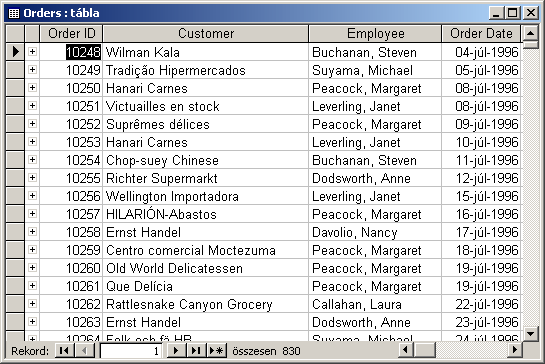 Orders : tábla
Order ID Customer Employee Order Date
10248 Wilman Kala Buchanan, Steven 04-júl-1996
10249 Tradição Hipermercados Suyama, Michael 05-júl-1996
10250 Hanari Carnes Peacock, Margaret 08-júl-1996
10251 Victuailles en stock Leverling, Janet 08-júl-1996
10252 Suprêmes délices Peacock, Margaret 09-júl-1996
10253 Hanari Carnes Leverling, Janet 10-júl-1996
10254 Chop-suey Chinese Buchanan, Steven 11-júl-1996
10255 Richter Supermarkt Dodsworth, Anne 12-júl-1996
10256 Wellington Importadora Leverling, Janet 15-júl-1996
10257 HILARIÓN-Abastos Peacock, Margaret 16-júl-1996
10258 Ernst Handel Davolio, Nancy 17-júl-1996
10259 Centro comercial Moctezuma Peacock, Margaret 18-júl-1996
10260 Old World Delicatessen Peacock, Margaret 19-júl-1996
10261 Que Delícia Peacock, Margaret 19-júl-1996
10262 Rattlesnake Canyon Grocery Callahan, Laura 22-júl-1996
10263 Ernst Handel Dodsworth, Anne 23-júl-1996
10264 Folk och fä HB
Rekord: 1 összesen 830